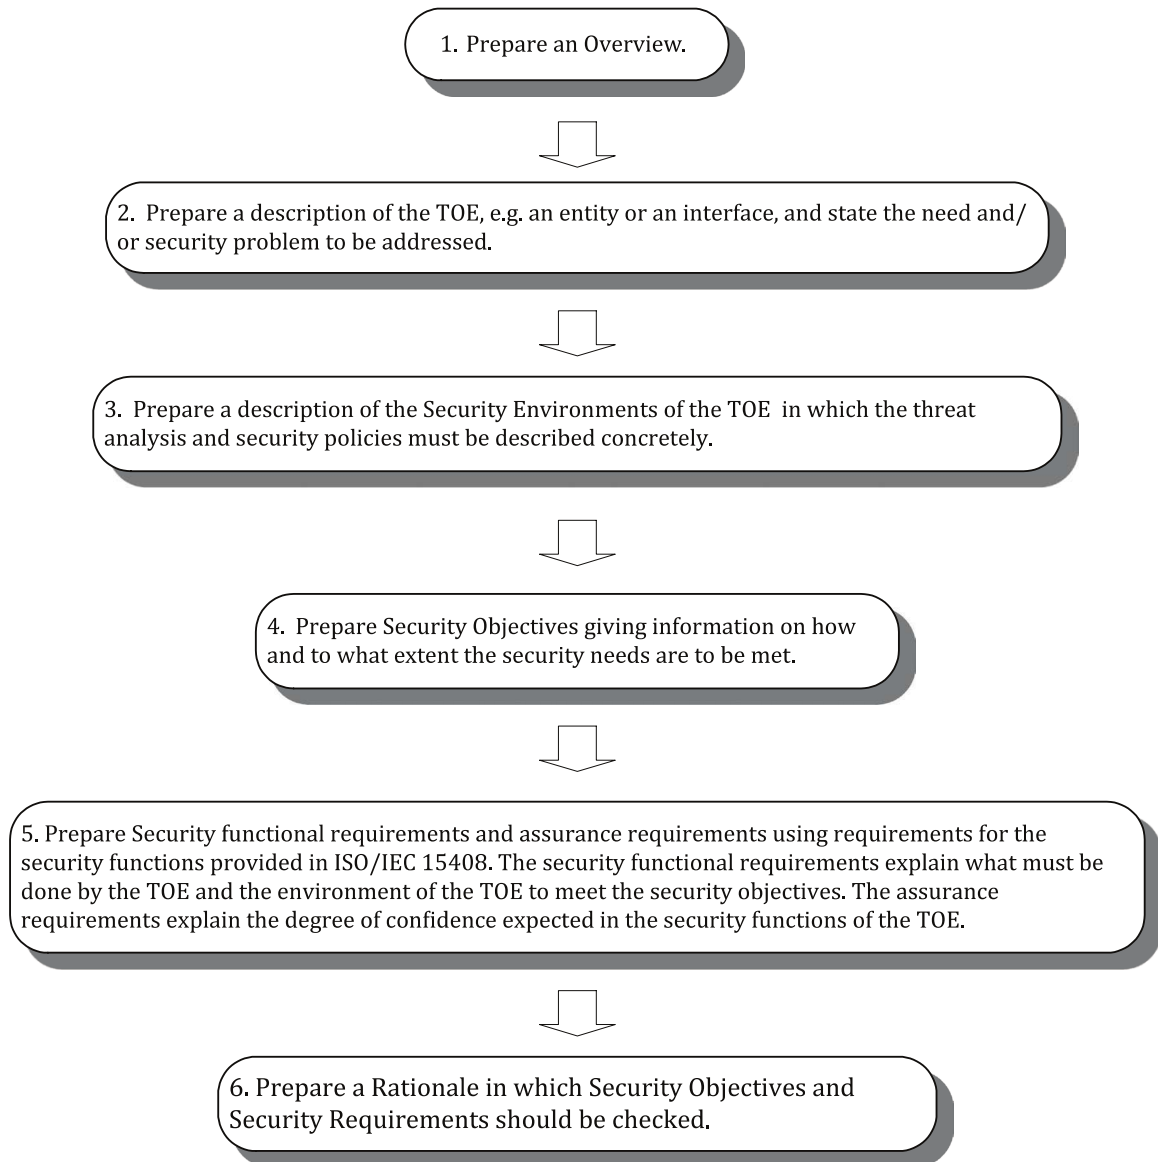 1. Prepare an Overview.
2. Prepare a description of the TOE, e.g. an entity or an interface, and state the need and/
or security problem to be addressed.
3. Prepare a description of the Security Environments of the TOE in which the threat
analysis and security policies must be described concretely.
4. Prepare Security Objectives giving information on how
and to what extent the security needs are to be met.
5. Prepare Security functional requirements and assurance requirements using requirements for the
security functions provided in ISO/IEC 15408. The security functional requirements explain what must be
done by the TOE and the environment of the TOE to meet the security objectives. The assurance
requirements explain the degree of confidence expected in the security functions of the TOE.
6. Prepare a Rationale in which Security Objectives and
Security Requirements should be checked.